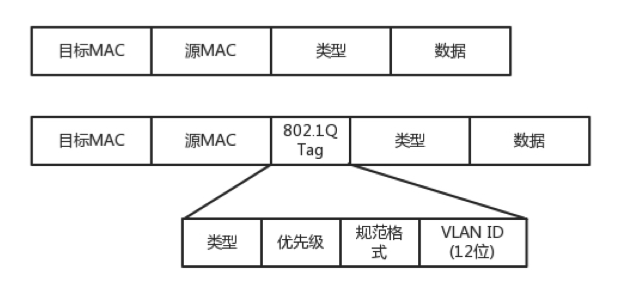 目标MAC 源MAC 类型 数据
目标MAC 源MAC 802.1Q Tag 类型 数据
类型 优先级 规范格式 VLAN ID (12位)